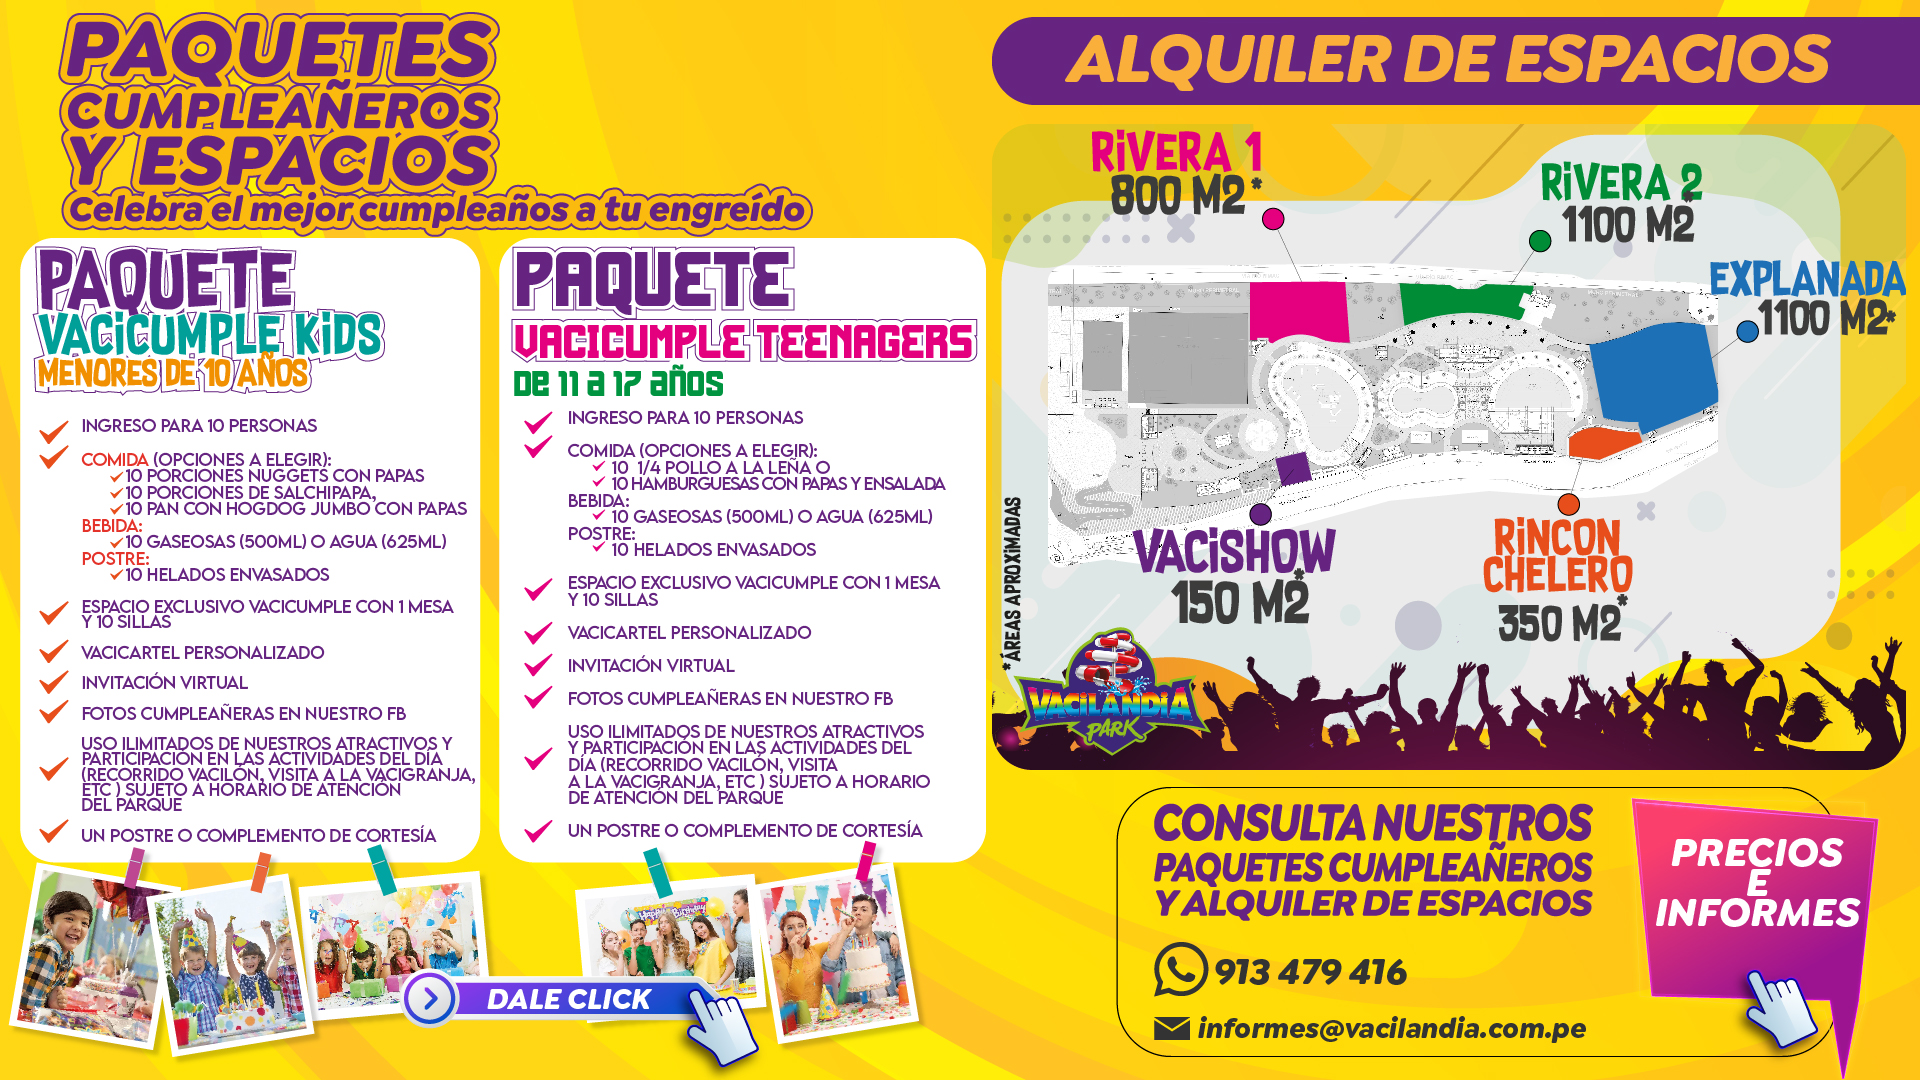 PAQUETES
CUMPLEAÑEROS
Y ESPACIOS
Celebra el mejor cumpleaños a tu engreído
PAQUETE
VACiCUMPLE KiDS
MENORES DE 10 AÑOS
INGRESO PARA 10 PERSONAS
COMIDA (OPCIONES A ELEGIR):
10 PORCIONES NUGGETS CON PAPAS
10 PORCIONES DE SALCHIPAPA,
10 PAN CON HOGDOG JUMBO CON PAPAS
BEBIDA:
10 GASEOSAS (500ML) O AGUA (625ML)
POSTRE:
10 HELADOS ENVASADOS
ESPACIO EXCLUSIVO VACICUMPLE CON 1 MESA
Y 10 SILLAS
VACICARTEL PERSONALIZADO
INVITACIÓN VIRTUAL
FOTOS CUMPLEAÑERAS EN NUESTRO FB
USO ILIMITADOS DE NUESTROS ATRACTIVOS Y
PARTICIPACIÓN EN LAS ACTIVIDADES DEL DÍA
(RECORRIDO VACILÓN, VISITA A LA VACIGRANJA,
ETC ) SUJETO A HORARIO DE ATENCIÓN
DEL PARQUE
UN POSTRE O COMPLEMENTO DE CORTESÍA
PAQUETE
VACICUMPLE TEENAGERS
DE 11 a 17 años
INGRESO PARA 10 PERSONAS
COMIDA (OPCIONES A ELEGIR):
10 1/4 POLLO A LA LEÑA O
10 HAMBURGUESAS CON PAPAS Y ENSALADA
BEBIDA:
10 GASEOSAS (500ML) O AGUA (625ML)
POSTRE:
10 HELADOS ENVASADOS
ESPACIO EXCLUSIVO VACICUMPLE CON 1 MESA
Y 10 SILLAS
VACICARTEL PERSONALIZADO
INVITACIÓN VIRTUAL
FOTOS CUMPLEAÑERAS EN NUESTRO FB
USO ILIMITADOS DE NUESTROS ATRACTIVOS
Y PARTICIPACIÓN EN LAS ACTIVIDADES DEL
DÍA (RECORRIDO VACILÓN, VISITA
A LA VACIGRANJA, ETC ) SUJETO A HORARIO
DE ATENCIÓN DEL PARQUE
UN POSTRE O COMPLEMENTO DE CORTESÍA
Happy Birthday
DALE CLICK
ALQUILER DE ESPACIOS
RiVERA 1
800 M2*
RiVERA 2
1100 M2*
EXPLANADA
1100 M2*
VACiSHOW
150 M2*
RiNCON
CHELERO
350 M2*
*ÁREAS APROXiMADAS
VACILANDiA
PARK
CONSULTA NUESTROS
PAQUETES CUMPLEAÑEROS
Y ALQUILER DE ESPACIOS
913 479 416
informes@vacilandia.com.pe
PRECIOS
E
INFORMES